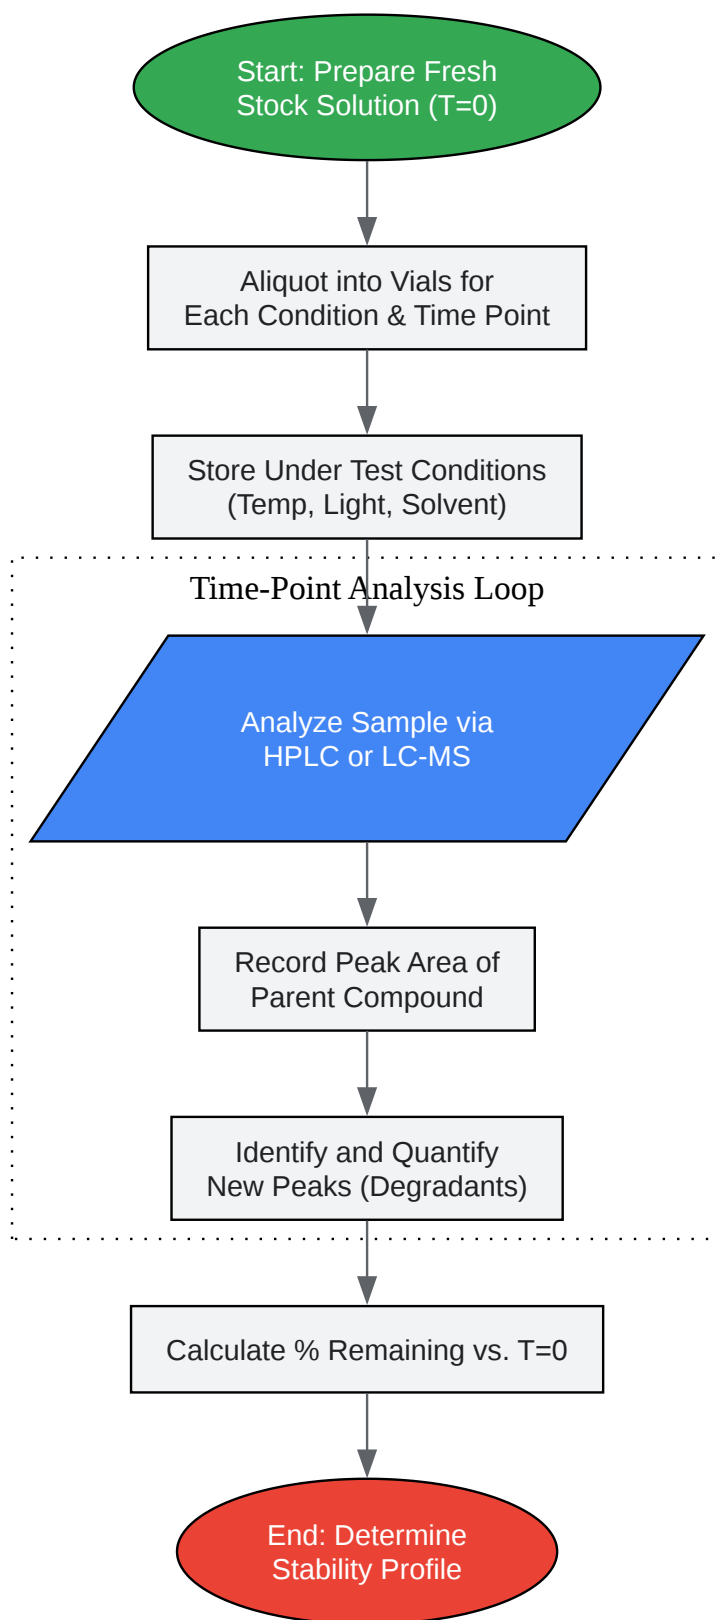 Start: Prepare Fresh
Stock Solution (T=0)
Aliquot into Vials for
Each Condition & Time Point
Store Under Test Conditions
(Temp, Light, Solvent)
Time-Point Analysis Loop
Analyze Sample via
HPLC or LC-MS
Record Peak Area of
Parent Compound
Identify and Quantify
New Peaks (Degradants)
Calculate % Remaining vs. T=0
End: Determine
Stability Profile